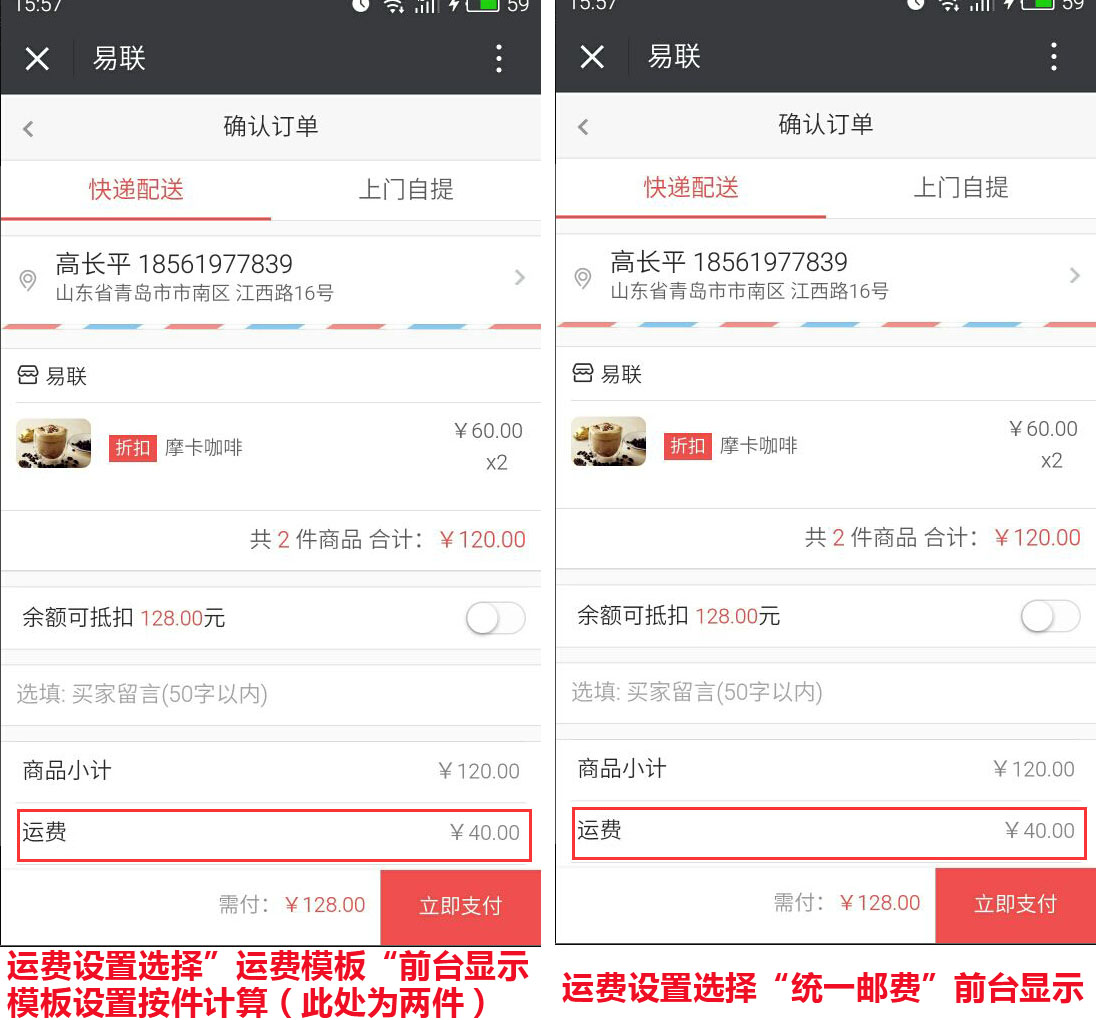 15:57
59
易联
确认订单
快递配送
上门自提
高长平 18561977839
山东省青岛市市南区 江西路16号
易联
折扣 摩卡咖啡
￥60.00
x2
共 2 件商品 合计：￥120.00
余额可抵扣 128.00元
选填: 买家留言(50字以内)
商品小计
￥120.00
运费
￥40.00
需付：￥128.00
立即支付
运费设置选择”运费模板“前台显示
模板设置按件计算（此处为两件）
15:57
59
易联
确认订单
快递配送
上门自提
高长平 18561977839
山东省青岛市市南区 江西路16号
易联
折扣 摩卡咖啡
￥60.00
x2
共 2 件商品 合计：￥120.00
余额可抵扣 128.00元
选填: 买家留言(50字以内)
商品小计
￥120.00
运费
￥40.00
需付：￥128.00
立即支付
运费设置选择“统一邮费”前台显示